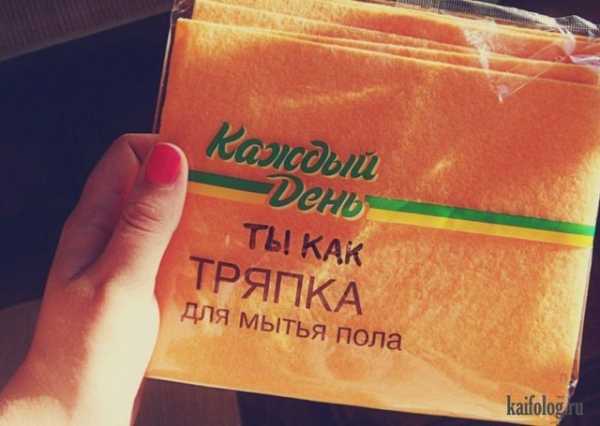 Каждый
День
ТЫ КАК
ТРЯПКА
для мытья пола
kaifolog.ru